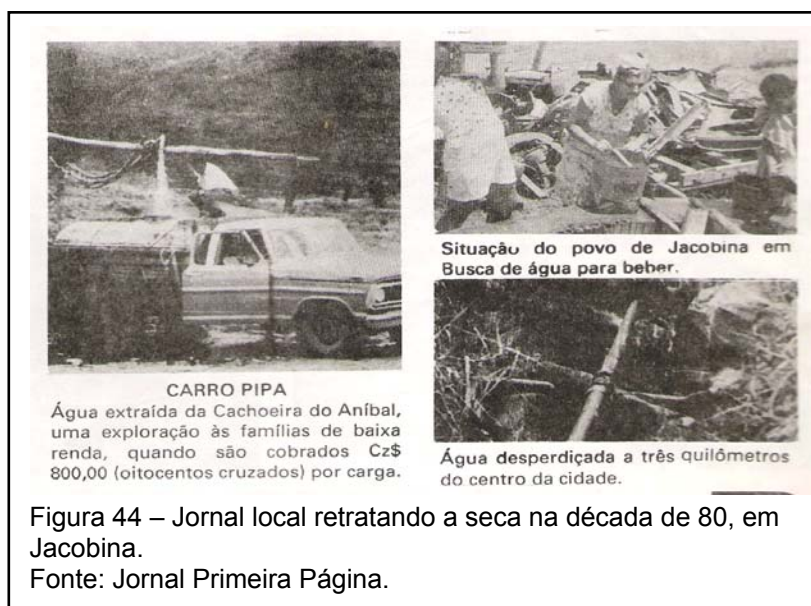 CARRO PIPA
Água extraída da Cachoeira do Aníbal,
uma exploração às famílias de baixa
renda, quando são cobrados Cz$
800,00 (oitocentos cruzados) por carga.
Situação do povo de Jacobina em
Busca de água para beber.
Água desperdiçada a três quilômetros
do centro da cidade.
Figura 44 – Jornal local retratando a seca na década de 80, em
Jacobina.
Fonte: Jornal Primeira Página.